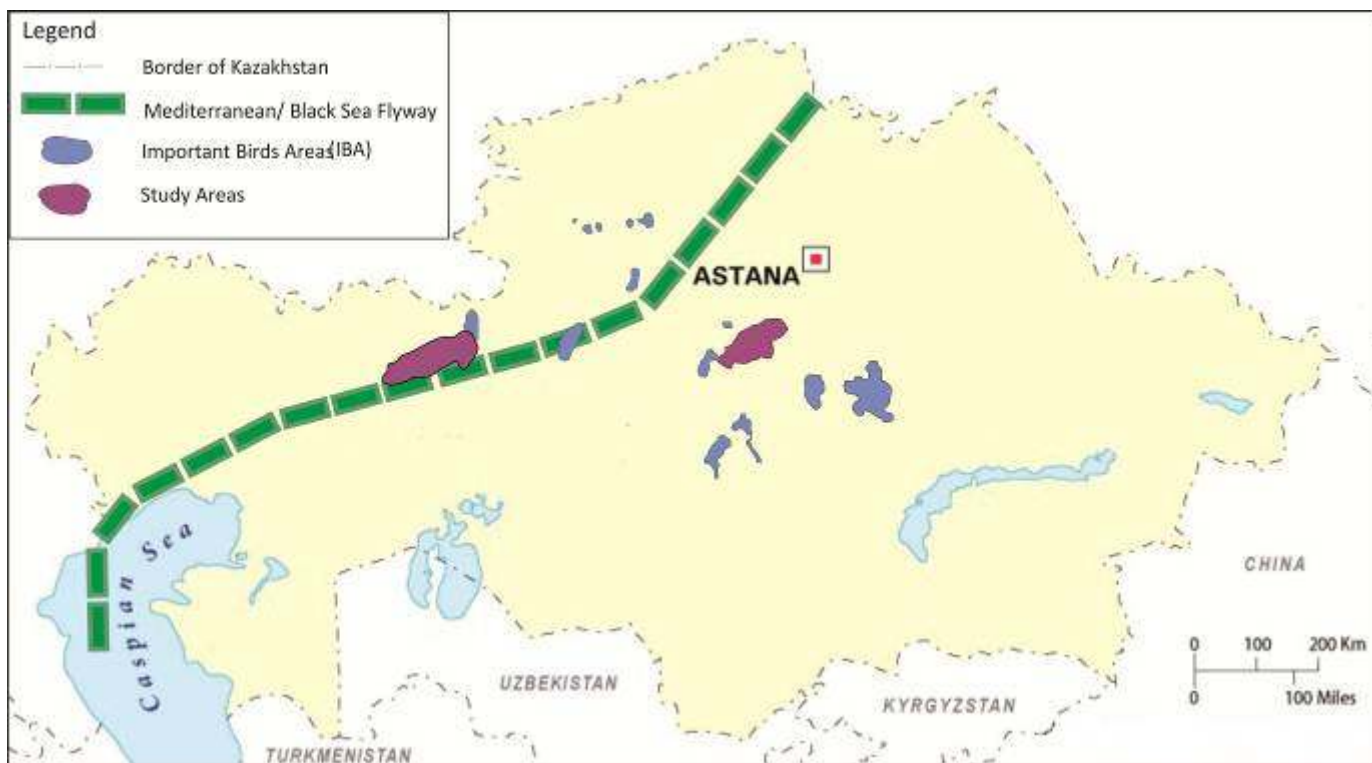 Legend
Border of Kazakhstan
Mediterranean/ Black Sea Flyway
Important Birds Areas(IBA)
Study Areas
ASTANA
Caspian Sea
CHINA
0 100 200 Km
0 100 Miles
UZBEKISTAN
KYRGYZSTAN
TURKMENISTAN